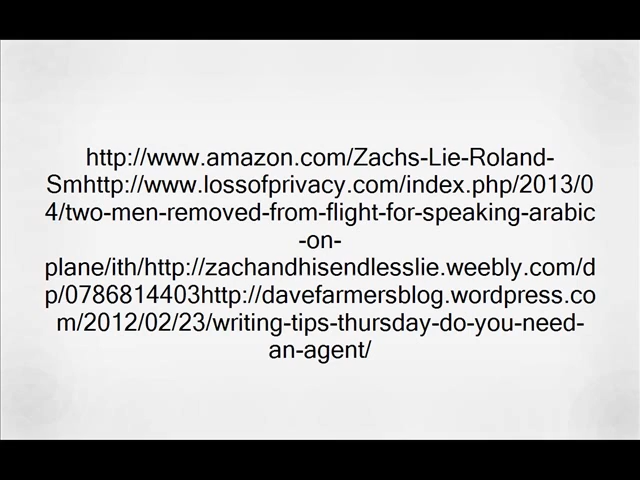 http://www.amazon.com/Zachs-Lie-Roland-
Smhttp://www.lossofprivacy.com/index.php/2013/0
4/two-men-removed-from-flight-for-speaking-arabic
-on-
plane/ith/http://zachandhisendlesslie.weebly.com/d
p/0786814403http://davefarmersblog.wordpress.co
m/2012/02/23/writing-tips-thursday-do-you-need-
an-agent/